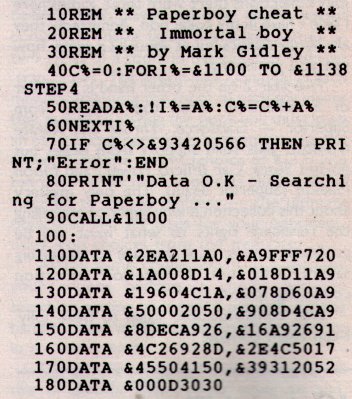 10REM ** Paperboy cheat **
20REM **  Immortal boy  **
30REM ** by Mark Gidley **
40C%=0:FORI%=&1100 TO &1138
STEP4
50READA%:!I%=A%:C%=C%+A%
60NEXTI%
70IF C%<>&93420566 THEN PRI
NT;"Error":END
80PRINT'"Data O.K - Searchi
ng for Paperboy ..."
90CALL&1100
100:
110DATA &2EA211A0,&A9FFF720
120DATA &1A008D14,&018D11A9
130DATA &19604C1A,&078D60A9
140DATA &50002050,&908D4CA9
150DATA &8DECA926,&16A92691
160DATA &4C26928D,&2E4C5017
170DATA &45504150,&39312052
180DATA &000D3030